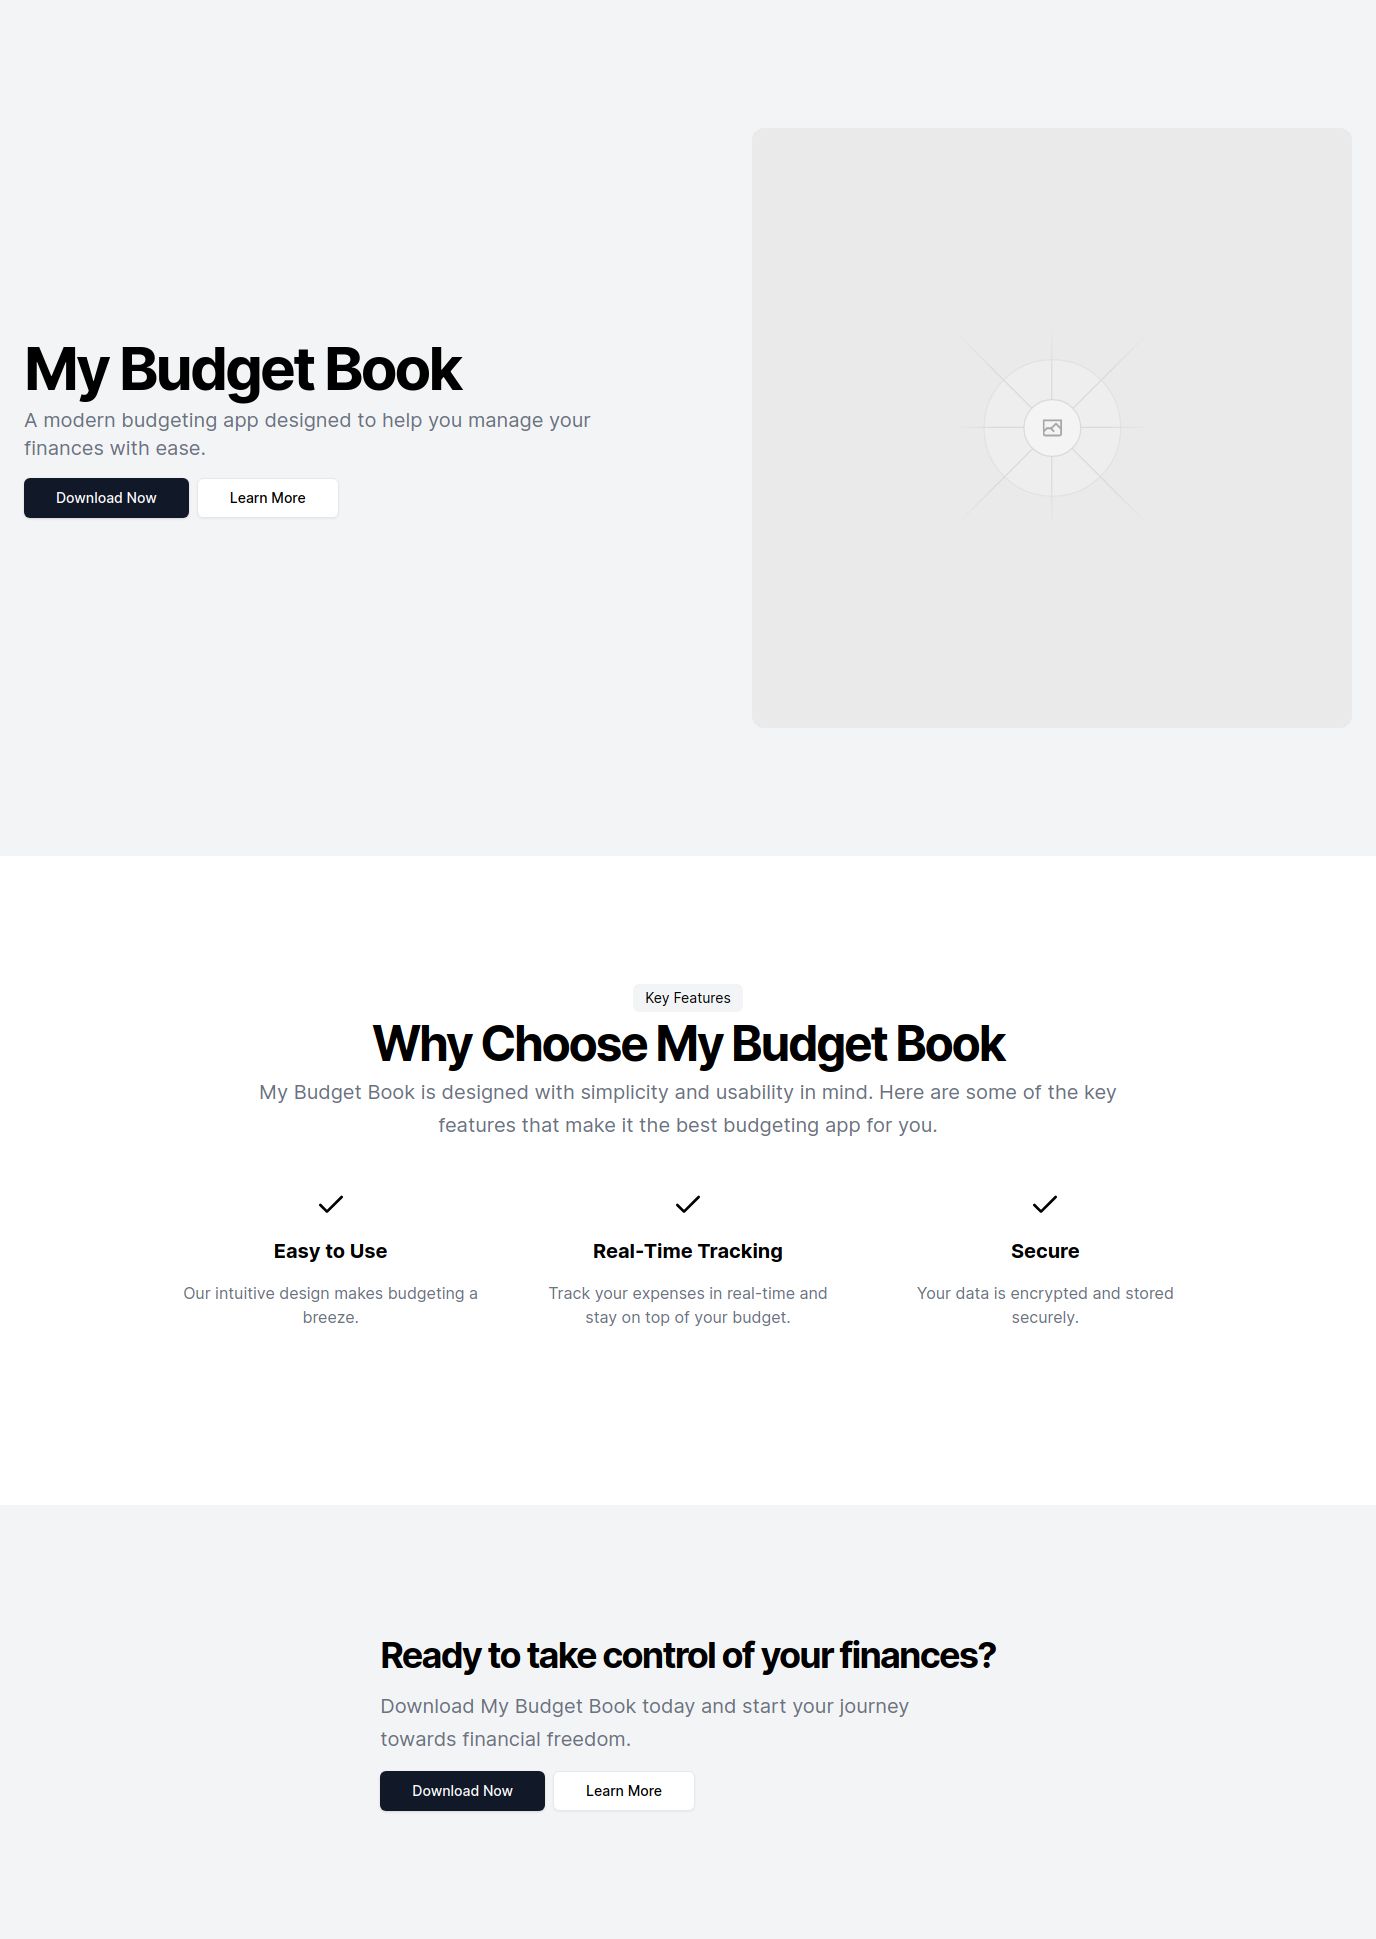 My Budget Book
A modern budgeting app designed to help you manage your
finances with ease.
Download Now
Learn More
Key Features
Why Choose My Budget Book
My Budget Book is designed with simplicity and usability in mind. Here are some of the key
features that make it the best budgeting app for you.
Easy to Use
Our intuitive design makes budgeting a
breeze.
Real-Time Tracking
Track your expenses in real-time and
stay on top of your budget.
Secure
Your data is encrypted and stored
securely.
Ready to take control of your finances?
Download My Budget Book today and start your journey
towards financial freedom.
Download Now
Learn More